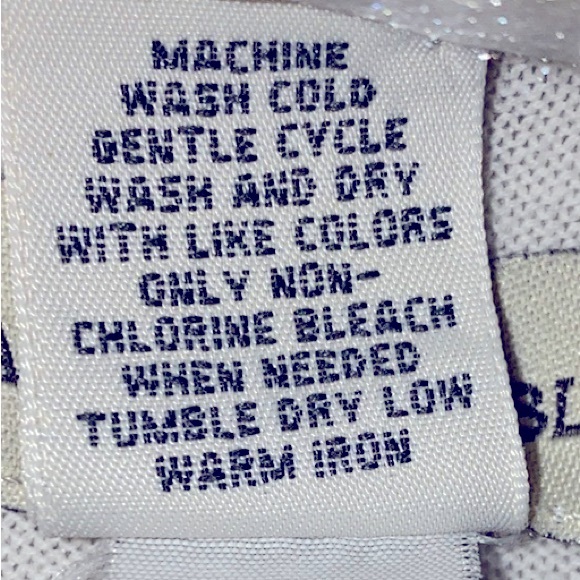 MACHINE
WASH COLD
GENTLE CYCLE
WASH AND DRY
WITH LIKE COLORS
ONLY NON-
CHLORINE BLEACH
WHEN NEEDED
TUMBLE DRY LOW
WARM IRON